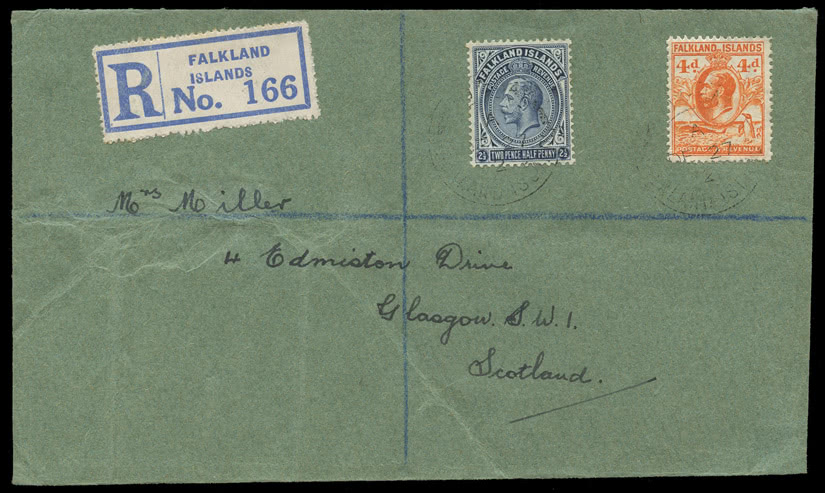 R
FALKLAND
ISLANDS
No. 166
FALKLAND ISLANDS
POSTAGE REVENUE
2½ TWO PENCE HALF PENNY 2½
FALKLAND ISLANDS
4d. 4d.
POSTAGE & REVENUE
27
Mrs Miller
4 Edmiston Drive
Glasgow. S.W.1.
Scotland.